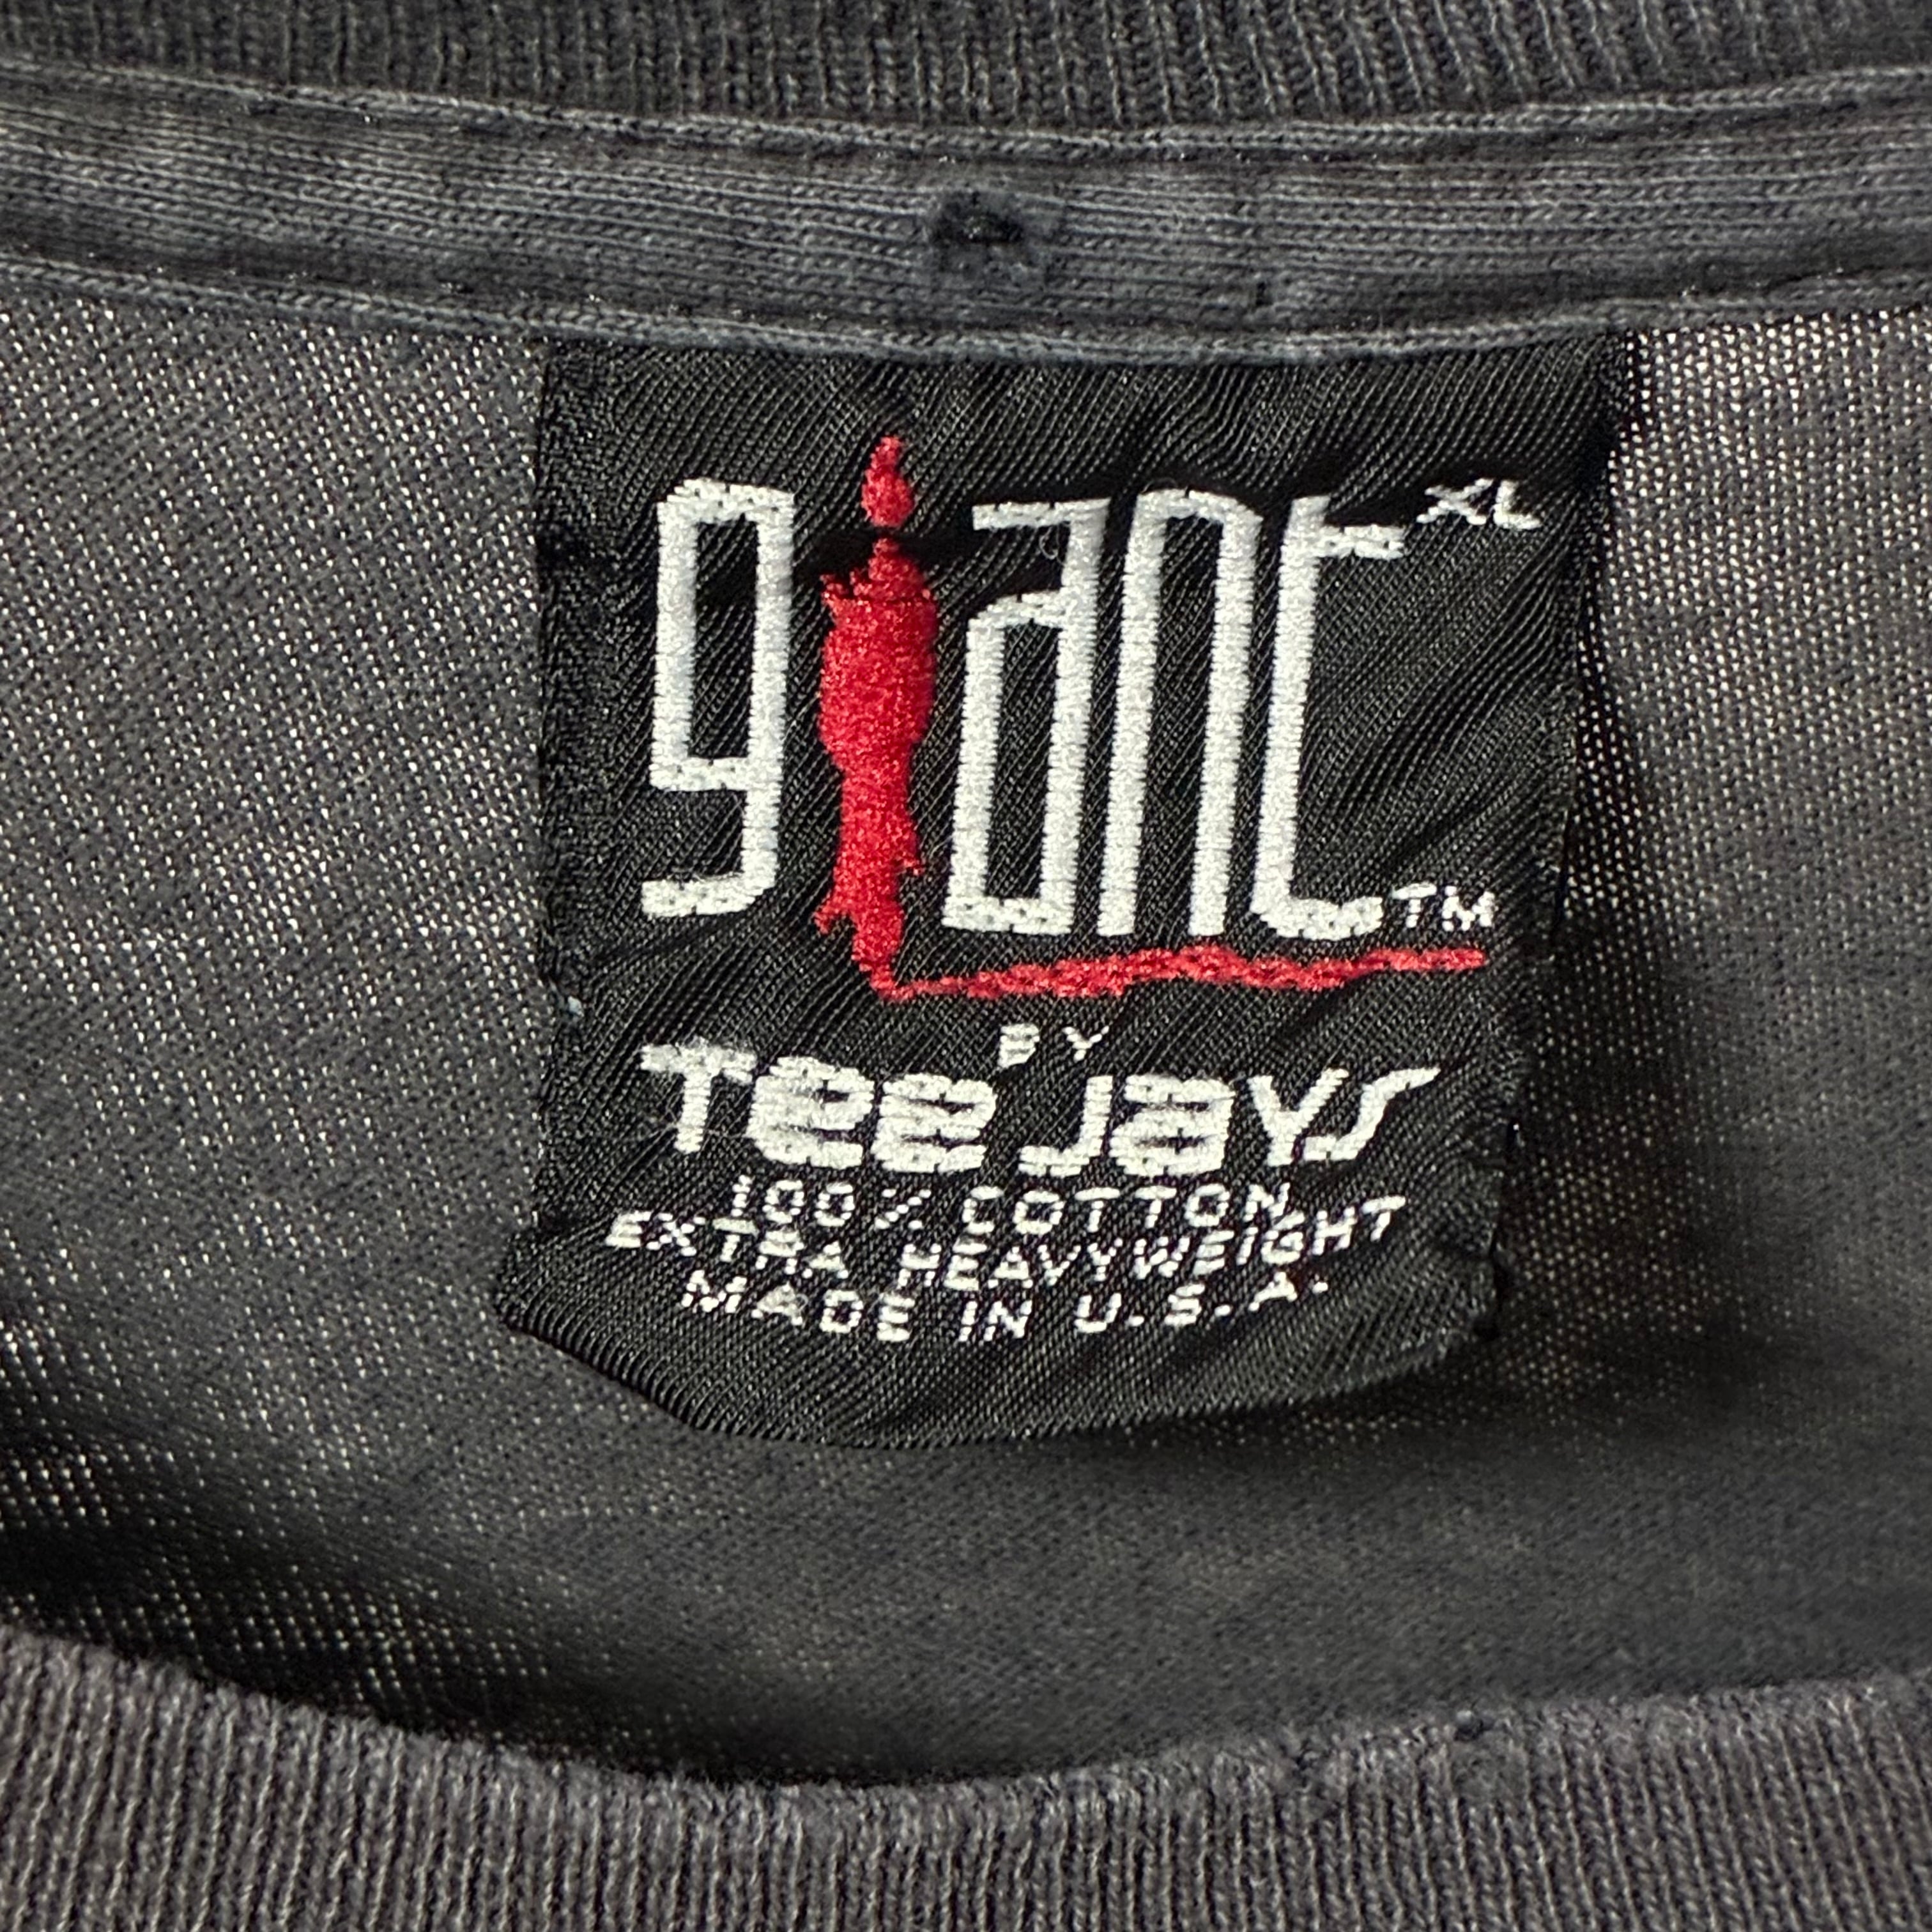 giant XL
TM
BY
Tee Jays
100% COTTON
EXTRA HEAVYWEIGHT
MADE IN U.S.A.